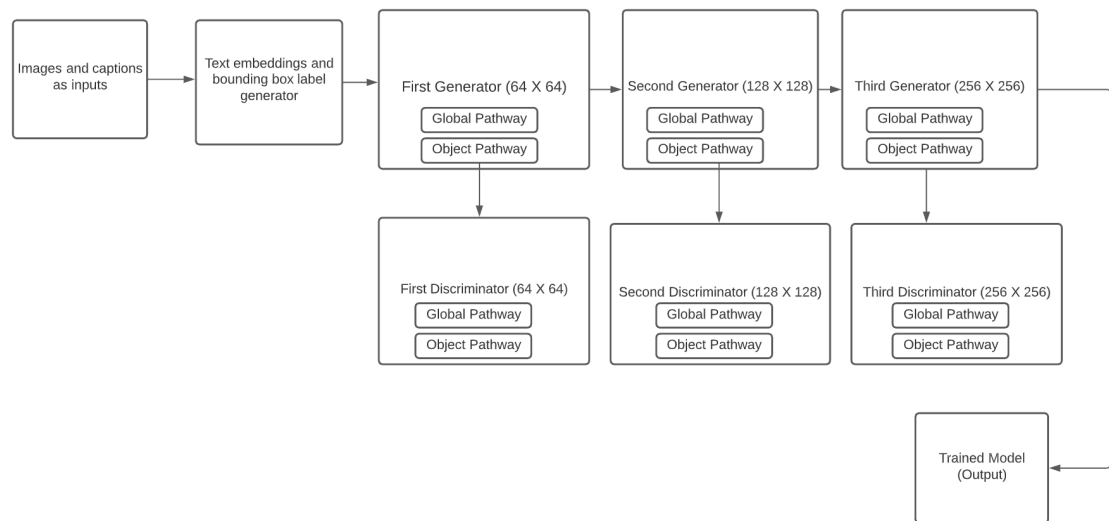 Images and captions
as inputs
Text embeddings and
bounding box label
generator
First Generator (64 X 64)
Global Pathway
Object Pathway
Second Generator (128 X 128)
Global Pathway
Object Pathway
Third Generator (256 X 256)
Global Pathway
Object Pathway
First Discriminator (64 X 64)
Global Pathway
Object Pathway
Second Discriminator (128 X 128)
Global Pathway
Object Pathway
Third Discriminator (256 X 256)
Global Pathway
Object Pathway
Trained Model
(Output)